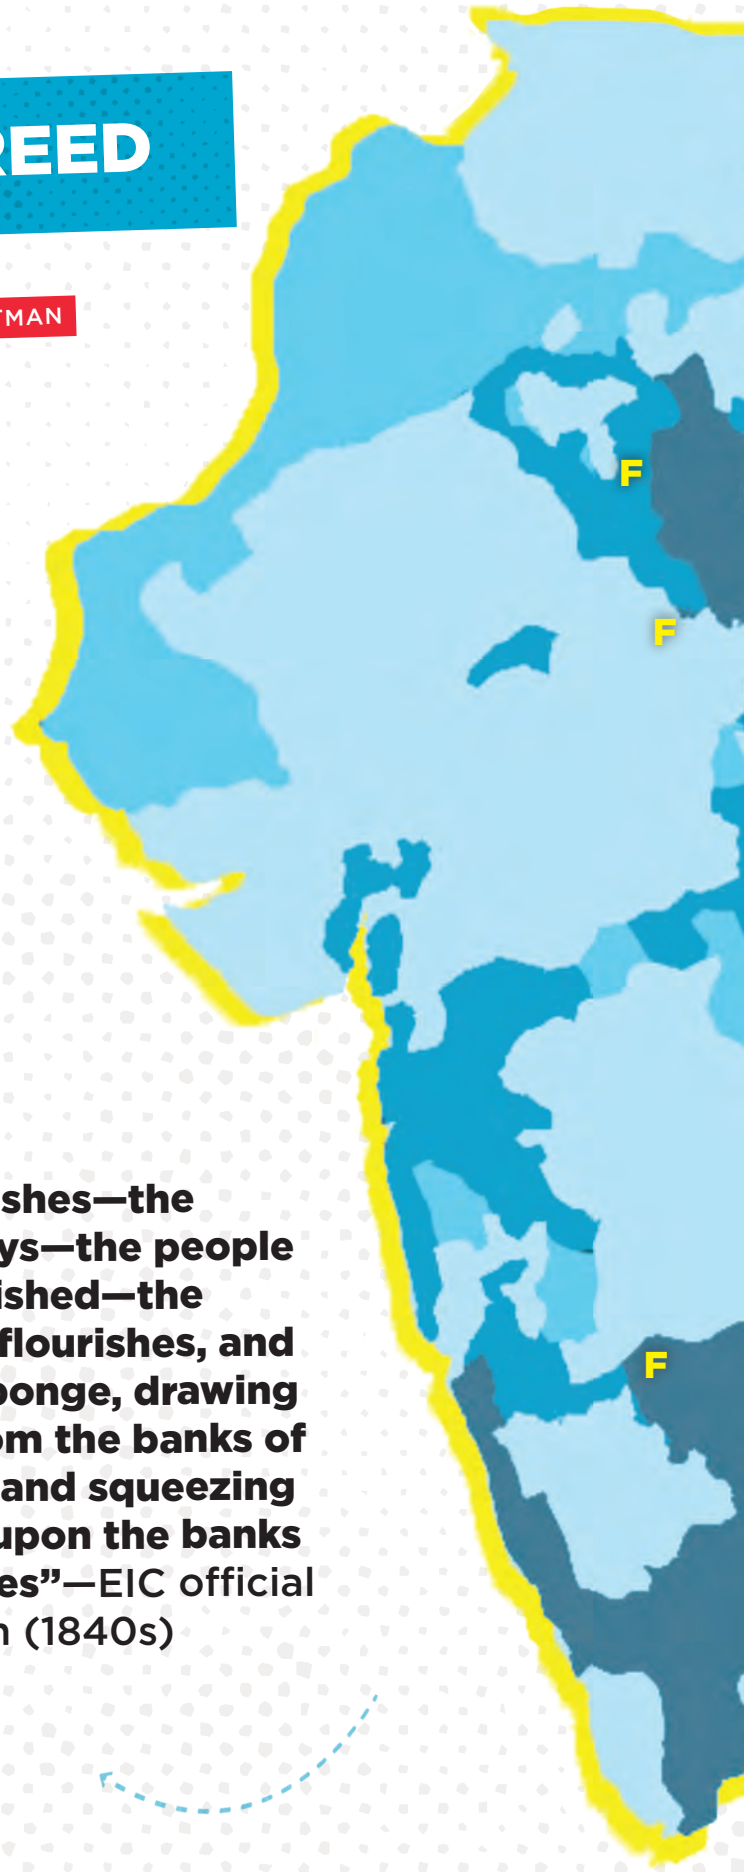 REED
TMAN
F
F
shes—the
ys—the people
ished—the
flourishes, and
ponge, drawing
om the banks of
and squeezing
upon the banks
es”—EIC official
n (1840s)
F